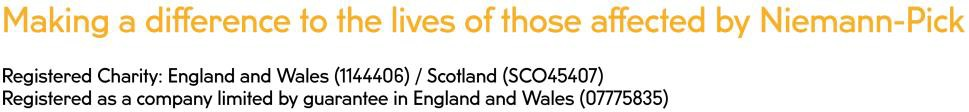 Making a difference to the lives of those affected by Niemann-Pick
Registered Charity: England and Wales (1144406) / Scotland (SCO45407)
Registered as a company limited by guarantee in England and Wales (07775835)